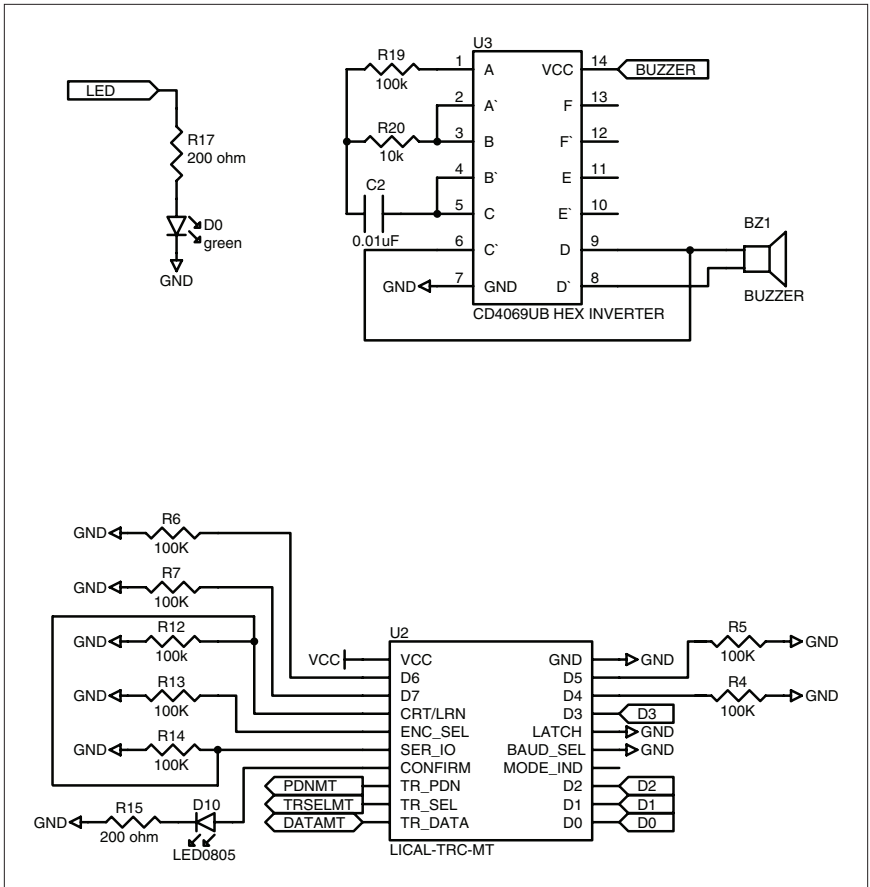 LED
R17
200 ohm
D0
green
GND
U3
R19
100k
R20
10k
C2
0.01uF
GND
1 A VCC 14 BUZZER
2 A` F 13
3 B F` 12
4 B` E 11
5 C E` 10
6 C` D 9
7 GND D` 8
CD4069UB HEX INVERTER
BZ1
BUZZER
GND R6
100K
GND R7
100K
GND R12
100k
GND R13
100K
GND R14
100K
GND R15
200 ohm
D10
LED0805
U2
VCC VCC GND GND
D6 D5
D7 D4
CRT/LRN D3 D3
ENC_SEL LATCH GND
SER_IO BAUD_SEL GND
CONFIRM MODE_IND
PDNMT TR_PDN D2 D2
TRSELMT TR_SEL D1 D1
DATAMT TR_DATA D0 D0
LICAL-TRC-MT
R5 GND
100K
R4 GND
100K